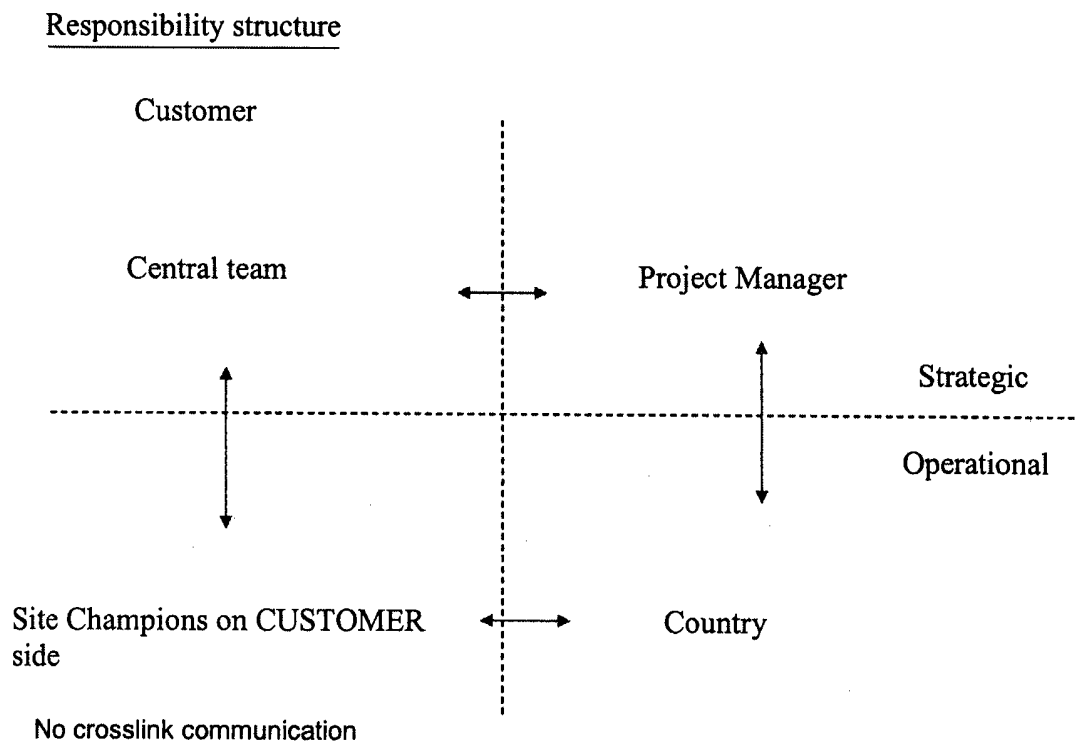 Responsibility structure
Customer
Central team
Project Manager
Strategic
Operational
Site Champions on CUSTOMER
side
Country
No crosslink communication